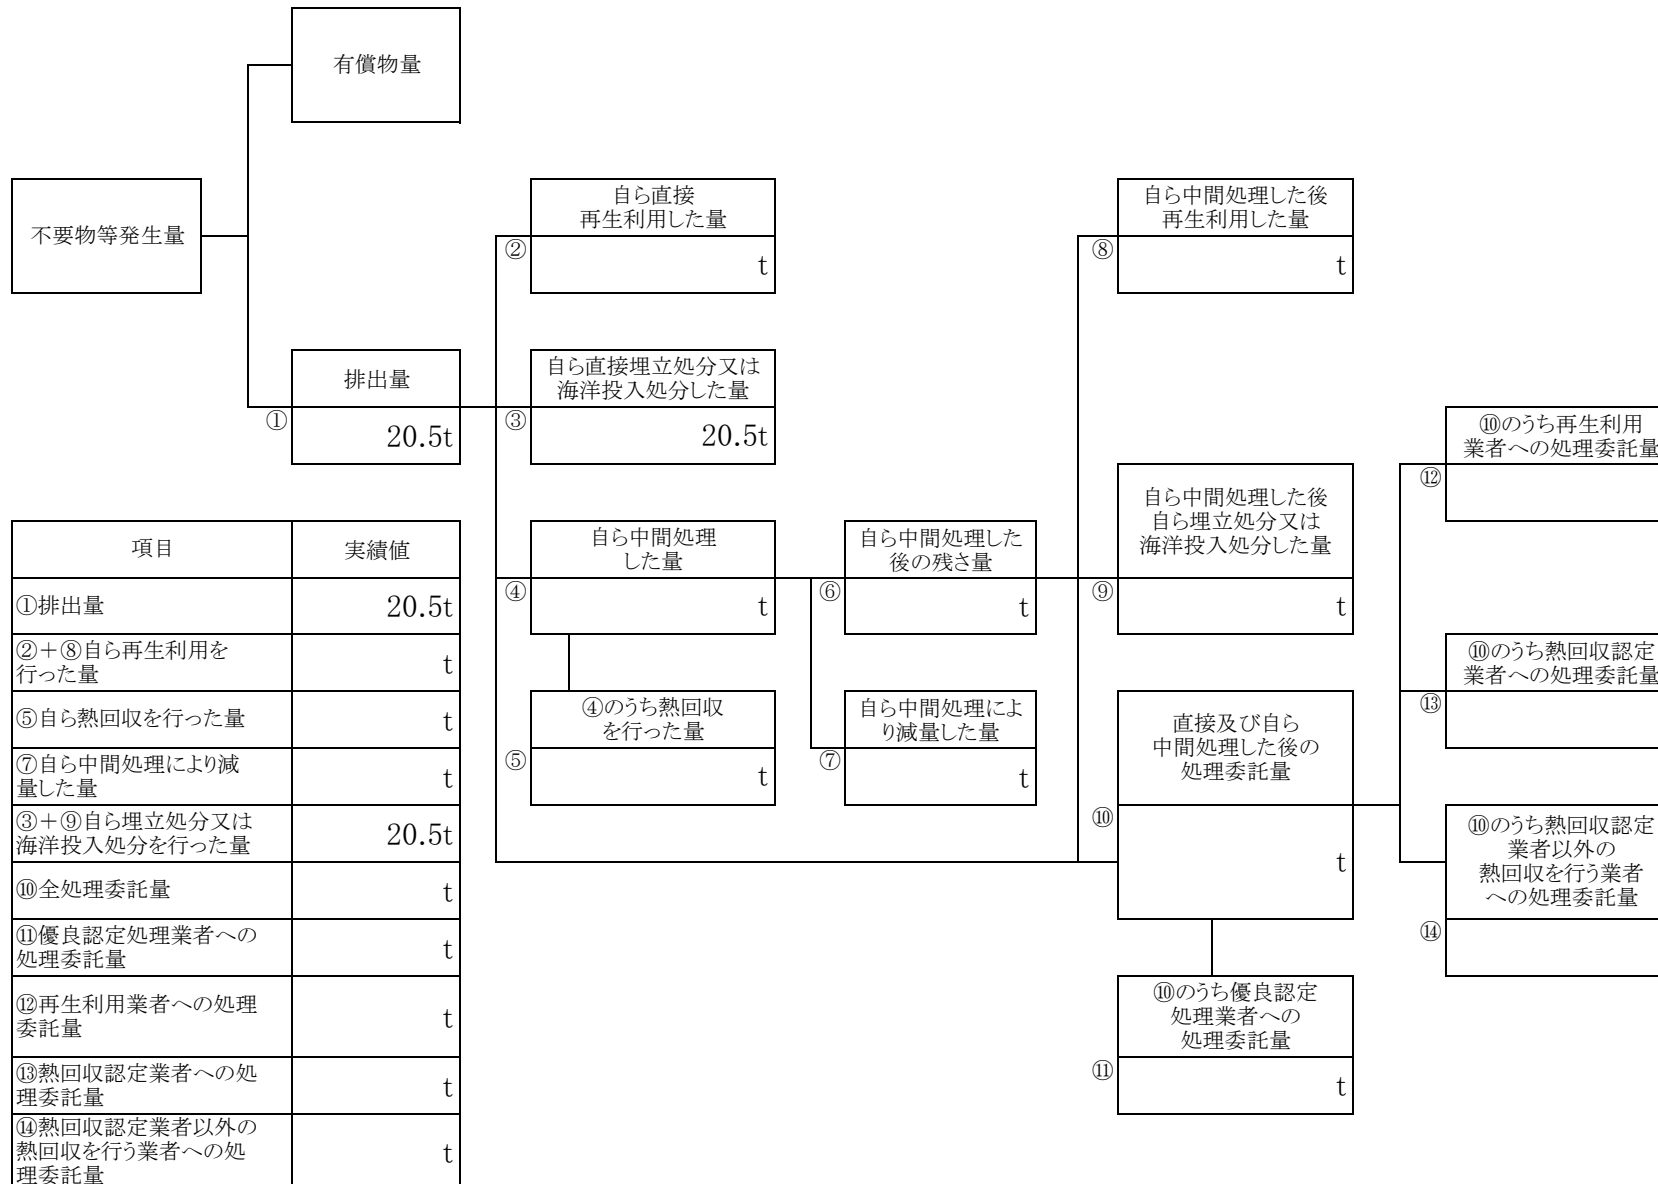 有償物量
不要物等発生量
自ら直接
再生利用した量
②
t
自ら中間処理した後
再生利用した量
⑧
t
排出量
①
20.5t
自ら直接埋立処分又は
海洋投入処分した量
③
20.5t
⑩のうち再生利用
業者への処理委託量
⑫
自ら中間処理
した量
④
t
自ら中間処理した
後の残さ量
⑥
t
自ら中間処理した後
自ら埋立処分又は
海洋投入処分した量
⑨
t
⑩のうち熱回収認定
業者への処理委託量
⑬
④のうち熱回収
を行った量
⑤
t
自ら中間処理によ
り減量した量
⑦
t
直接及び自ら
中間処理した後の
処理委託量
⑩
t
⑩のうち熱回収認定
業者以外の
熱回収を行う業者
への処理委託量
⑭
⑩のうち優良認定
処理業者への
処理委託量
⑪
t
項目 実績値
①排出量 20.5t
②+⑧自ら再生利用を
行った量 t
⑤自ら熱回収を行った量 t
⑦自ら中間処理により減
量した量 t
③+⑨自ら埋立処分又は
海洋投入処分を行った量 20.5t
⑩全処理委託量 t
⑪優良認定処理業者への
処理委託量 t
⑫再生利用業者への処理
委託量 t
⑬熱回収認定業者への処
理委託量 t
⑭熱回収認定業者以外の
熱回収を行う業者への処
理委託量 t